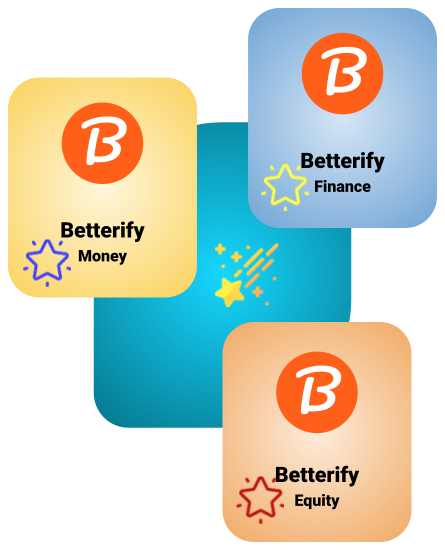 B
Betterify
Finance
B
Betterify
Money
B
Betterify
Equity